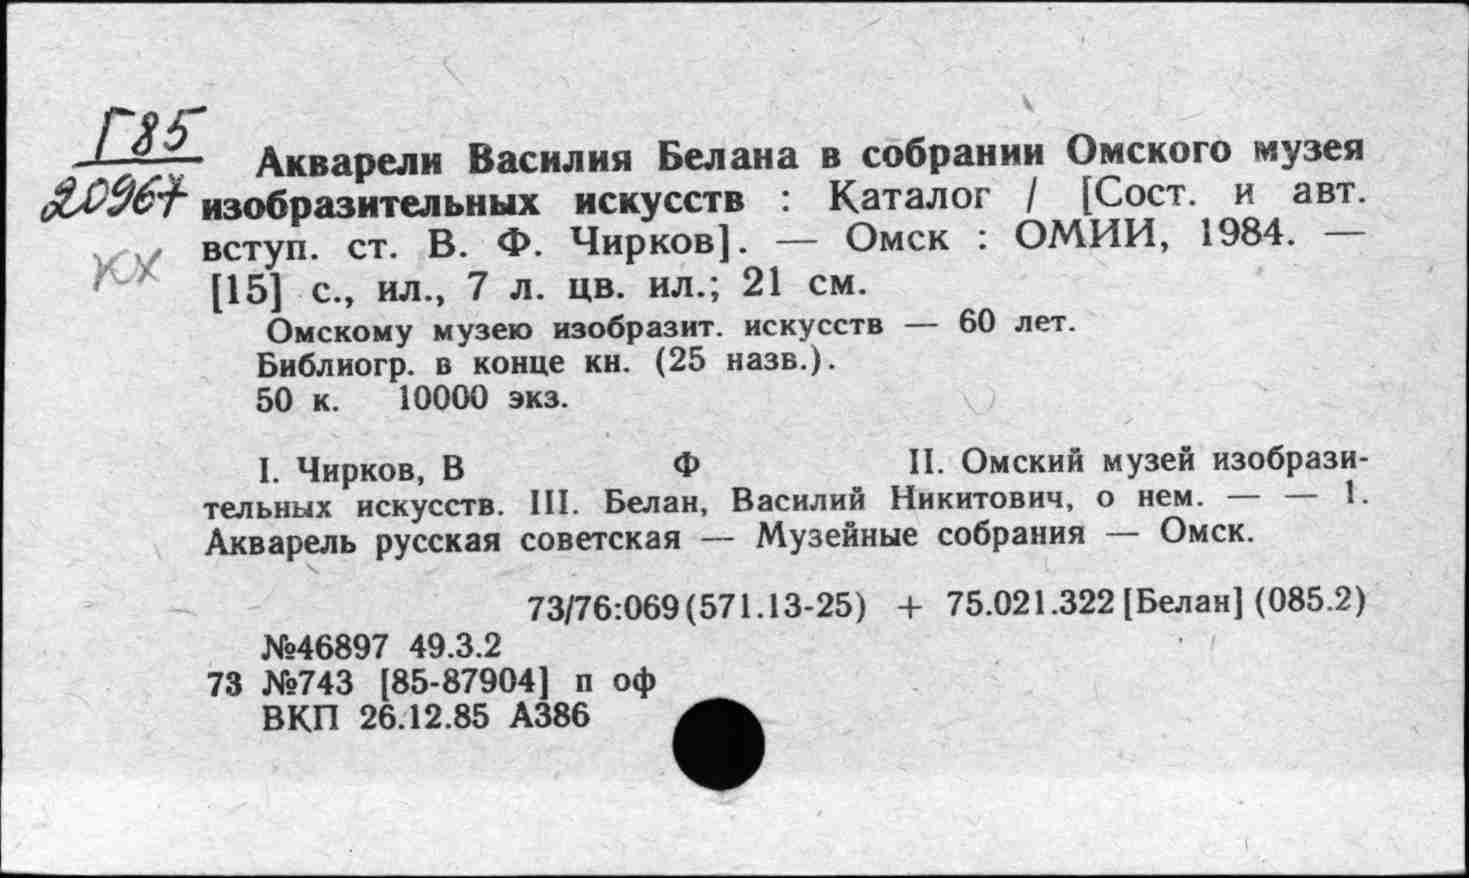 Г85
20967
XX
Акварели Василия Белана в собрании Омского музея
изобразительных искусств : Каталог / [Сост. и авт.
вступ. ст. В. Ф. Чирков]. — Омск : ОМИИ, 1984. —
[15] с., ил., 7 л. цв. ил.; 21 см.
Омскому музею изобразит. искусств — 60 лет.
Библиогр. в конце кн. (25 назв.).
50 к. 10000 экз.
I. Чирков, В Ф II. Омский музей изобрази-
тельных искусств. III. Белан, Василий Никитович, о нем. — — 1.
Акварель русская советская — Музейные собрания — Омск.
73/76:069(571.13-25) + 75.021.322[Белан](085.2)
№46897 49.3.2
73 №743 [85-87904] п оф
ВКП 26.12.85 А386